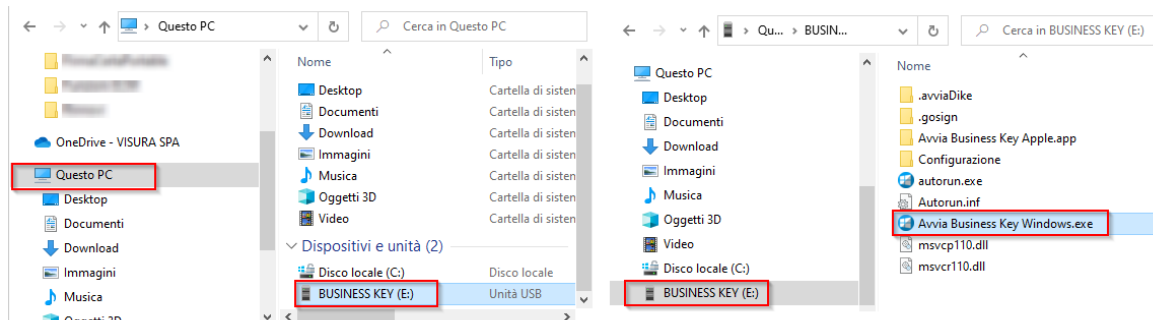 Questo PC
Cerca in Questo PC
OneDrive - VISURA SPA
Questo PC
Desktop
Documenti
Download
Immagini
Musica
Oggetti 3D
Nome Tipo
Desktop Cartella di sisten
Documenti Cartella di sisten
Download Cartella di sisten
Immagini Cartella di sisten
Musica Cartella di sisten
Oggetti 3D Cartella di sisten
Video Cartella di sisten
Dispositivi e unità (2)
Disco locale (C:) Disco locale
BUSINESS KEY (E:) Unità USB
Qu... BUSIN...
Cerca in BUSINESS KEY (E:)
Questo PC
Desktop
Documenti
Download
Immagini
Musica
Oggetti 3D
Video
Disco locale (C:)
BUSINESS KEY (E:)
Nome
.avviaDike
.gosign
Avvia Business Key Apple.app
Configurazione
autorun.exe
Autorun.inf
Avvia Business Key Windows.exe
msvcp110.dll
msvcr110.dll